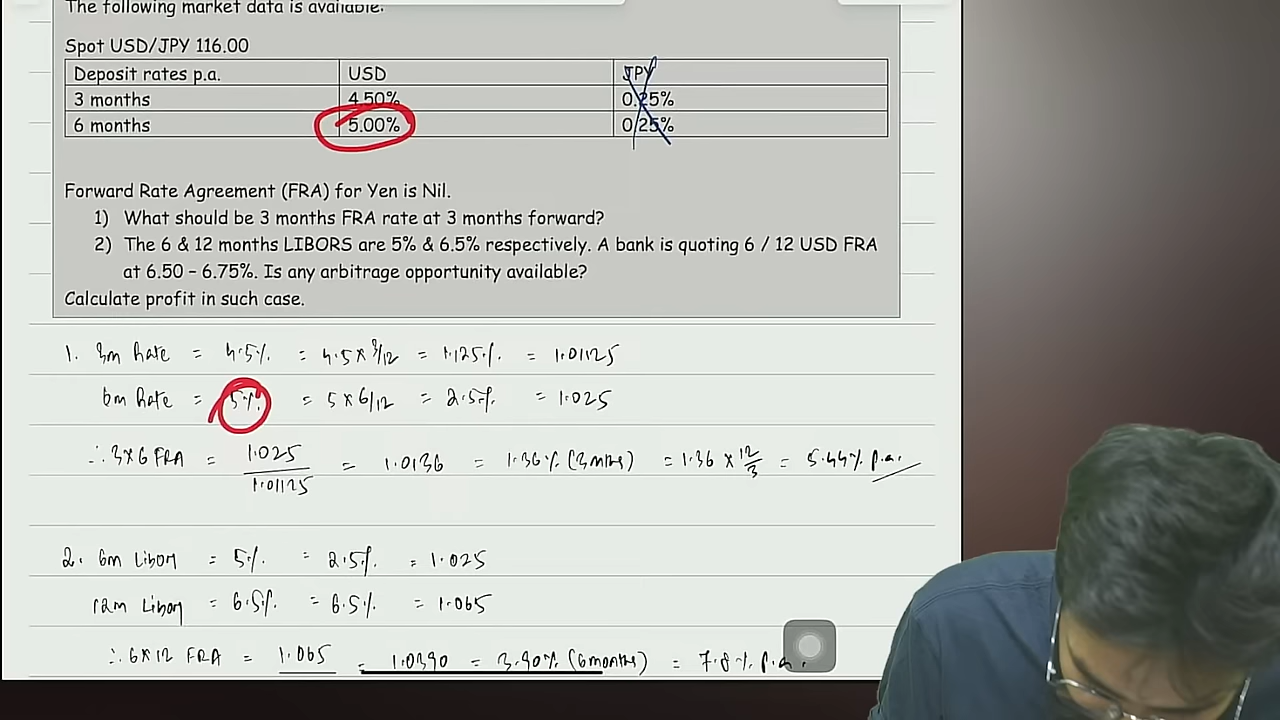 The following market data is available:
Spot USD/JPY 116.00
Deposit rates p.a. USD JPY
3 months 4.50% 0.25%
6 months 5.00% 0.25%
Forward Rate Agreement (FRA) for Yen is Nil.
1) What should be 3 months FRA rate at 3 months forward?
2) The 6 & 12 months LIBORS are 5% & 6.5% respectively. A bank is quoting 6 / 12 USD FRA
at 6.50 – 6.75%. Is any arbitrage opportunity available?
Calculate profit in such case.
1. 3m Rate = 4.5% = 4.5 x 3/12 = 1.125% = 1.01125
6m Rate = 5% = 5 x 6/12 = 2.5% = 1.025
∴ 3x6 FRA = 1.025 / 1.01125 = 1.0136 = 1.36% (3mths) = 1.36 x 12/3 = 5.44% p.a.
2. 6m Libor = 5% = 2.5% = 1.025
12m Libor = 6.5% = 6.5% = 1.065
∴ 6x12 FRA = 1.065 = 1.0390 = 3.90% (6months) = 7.8% p.a.